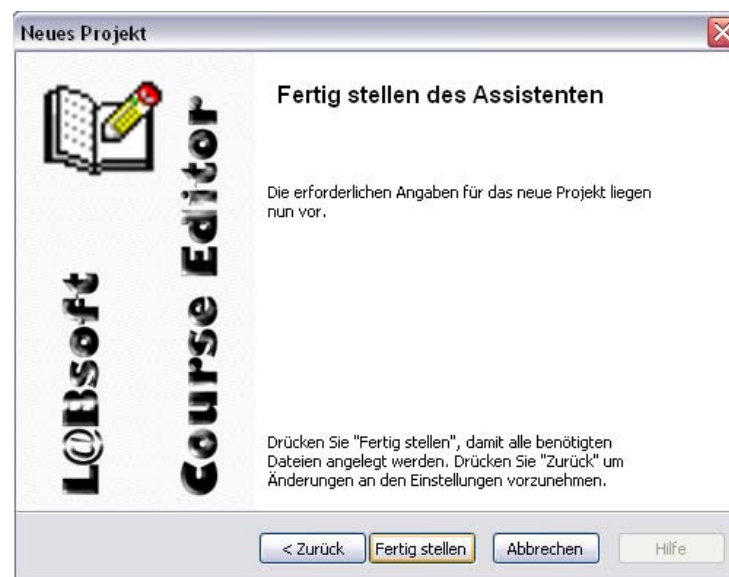 Neues Projekt
L@Bsoft
Course Editor
Fertig stellen des Assistenten
Die erforderlichen Angaben für das neue Projekt liegen
nun vor.
Drücken Sie "Fertig stellen", damit alle benötigten
Dateien angelegt werden. Drücken Sie "Zurück" um
Änderungen an den Einstellungen vorzunehmen.
< Zurück Fertig stellen Abbrechen Hilfe